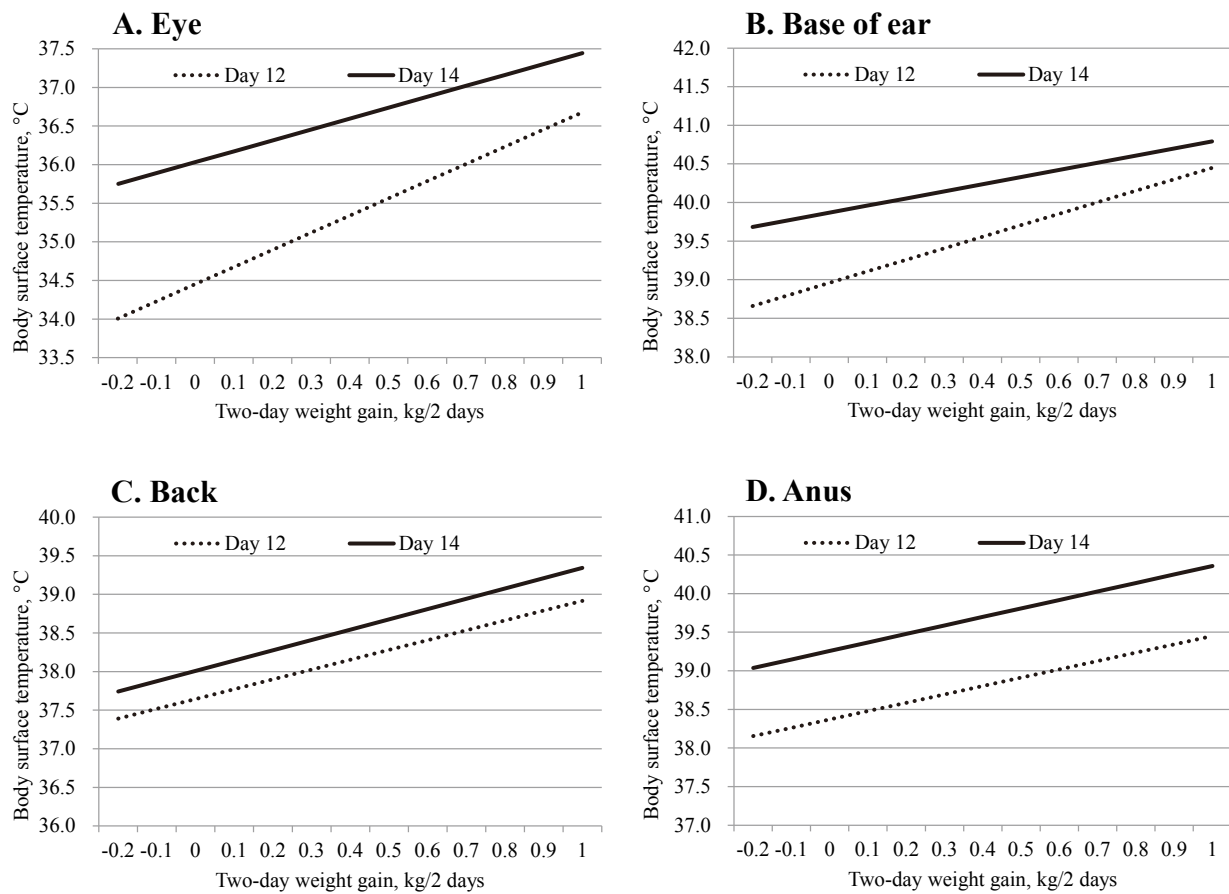 A. Eye
37.5
37.0
36.5
36.0
35.5
35.0
34.5
34.0
33.5
Body surface temperature, °C
Day 12 Day 14
-0.2 -0.1 0 0.1 0.2 0.3 0.4 0.5 0.6 0.7 0.8 0.9 1
Two-day weight gain, kg/2 days
B. Base of ear
42.0
41.5
41.0
40.5
40.0
39.5
39.0
38.5
38.0
Body surface temperature, °C
Day 12 Day 14
-0.2 -0.1 0 0.1 0.2 0.3 0.4 0.5 0.6 0.7 0.8 0.9 1
Two-day weight gain, kg/2 days
C. Back
40.0
39.5
39.0
38.5
38.0
37.5
37.0
36.5
36.0
Body surface temperature, °C
Day 12 Day 14
-0.2 -0.1 0 0.1 0.2 0.3 0.4 0.5 0.6 0.7 0.8 0.9 1
Two-day weight gain, kg/2 days
D. Anus
41.0
40.5
40.0
39.5
39.0
38.5
38.0
37.5
37.0
Body surface temperature, °C
Day 12 Day 14
-0.2 -0.1 0 0.1 0.2 0.3 0.4 0.5 0.6 0.7 0.8 0.9 1
Two-day weight gain, kg/2 days